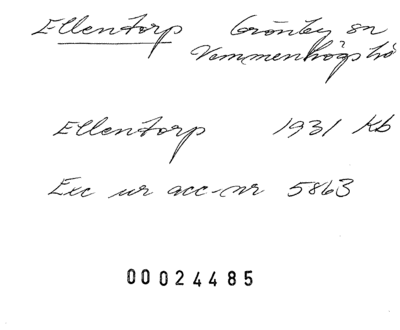 Ellentorp Grönby sn
Vemmenhögs hd
Ellentorp 1931 Kb
Exc ur acc-nr 5863
00024485